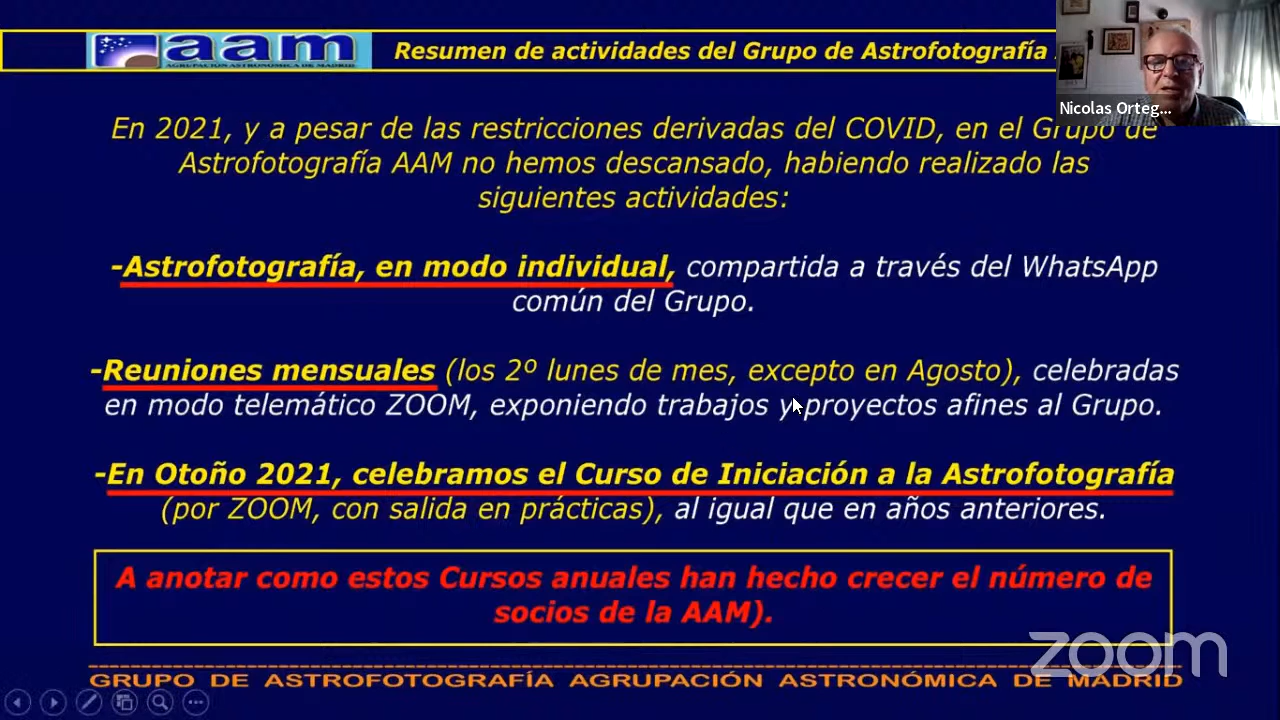 aam
AGRUPACIÓN ASTRONÓMICA DE MADRID
Resumen de actividades del Grupo de Astrofotografía
Nicolas Orteg...
En 2021, y a pesar de las restricciones derivadas del COVID, en el Grupo de
Astrofotografía AAM no hemos descansado, habiendo realizado las
siguientes actividades:
-Astrofotografía, en modo individual, compartida a través del WhatsApp
común del Grupo.
-Reuniones mensuales (los 2º lunes de mes, excepto en Agosto), celebradas
en modo telemático ZOOM, exponiendo trabajos y proyectos afines al Grupo.
-En Otoño 2021, celebramos el Curso de Iniciación a la Astrofotografía
(por ZOOM, con salida en prácticas), al igual que en años anteriores.
A anotar como estos Cursos anuales han hecho crecer el número de
socios de la AAM).
zoom
GRUPO DE ASTROFOTOGRAFÍA AGRUPACIÓN ASTRONÓMICA DE MADRID